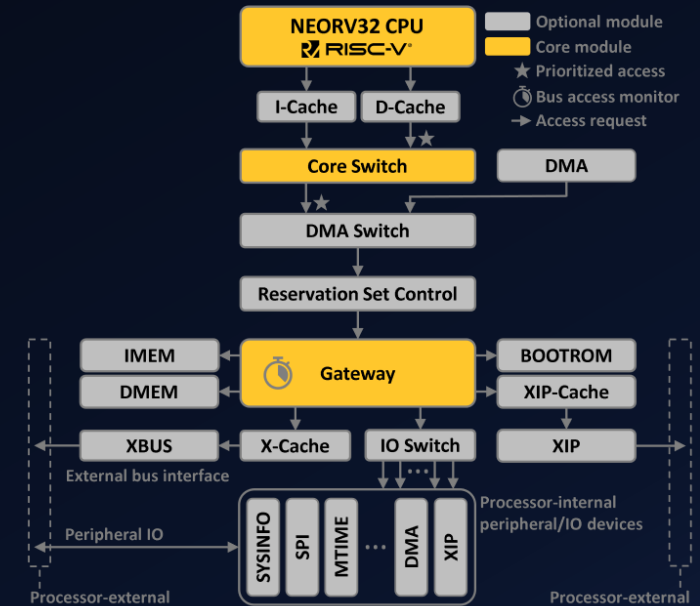 NEORV32 CPU
RISC-V®
Optional module
Core module
Prioritized access
Bus access monitor
Access request
I-Cache
D-Cache
Core Switch
DMA
DMA Switch
Reservation Set Control
IMEM
DMEM
Gateway
BOOTROM
XIP-Cache
XBUS
X-Cache
IO Switch
XIP
External bus interface
Processor-internal
peripheral/IO devices
Peripheral IO
SYSINFO
SPI
MTIME
...
DMA
XIP
Processor-external
Processor-external